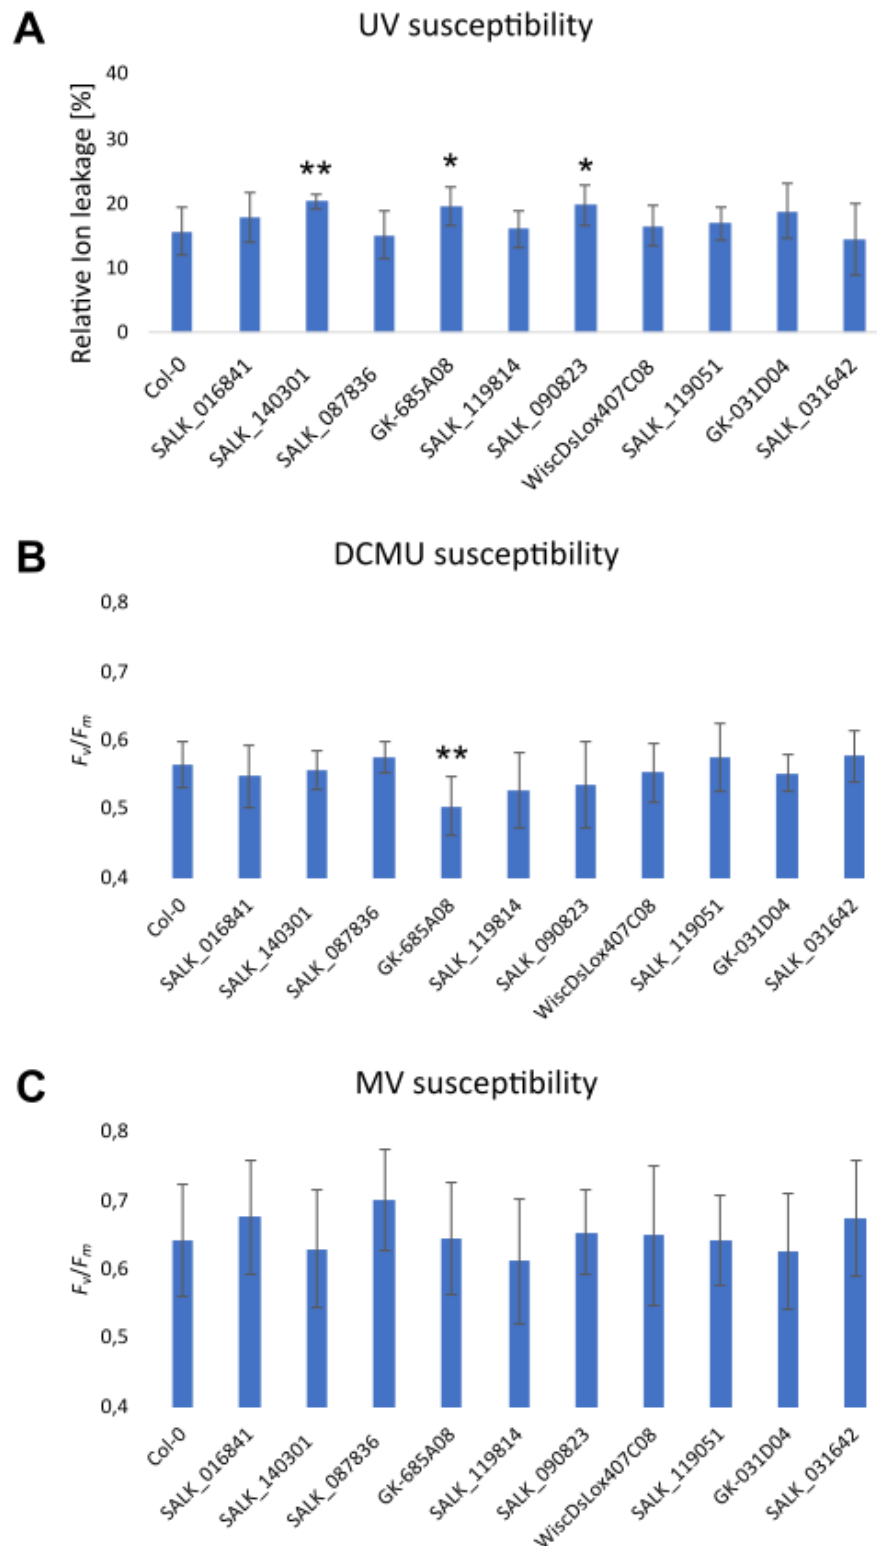 A
UV susceptibility
Relative Ion leakage [%]
40
30
20
10
0
**
*
*
Col-0
SALK_016841
SALK_140301
SALK_087836
GK-685A08
SALK_119814
SALK_090823
WiscDsLox407C08
SALK_119051
GK-031D04
SALK_031642
B
DCMU susceptibility
Fv/Fm
0,8
0,7
0,6
0,5
0,4
**
Col-0
SALK_016841
SALK_140301
SALK_087836
GK-685A08
SALK_119814
SALK_090823
WiscDsLox407C08
SALK_119051
GK-031D04
SALK_031642
C
MV susceptibility
Fv/Fm
0,8
0,7
0,6
0,5
0,4
Col-0
SALK_016841
SALK_140301
SALK_087836
GK-685A08
SALK_119814
SALK_090823
WiscDsLox407C08
SALK_119051
GK-031D04
SALK_031642